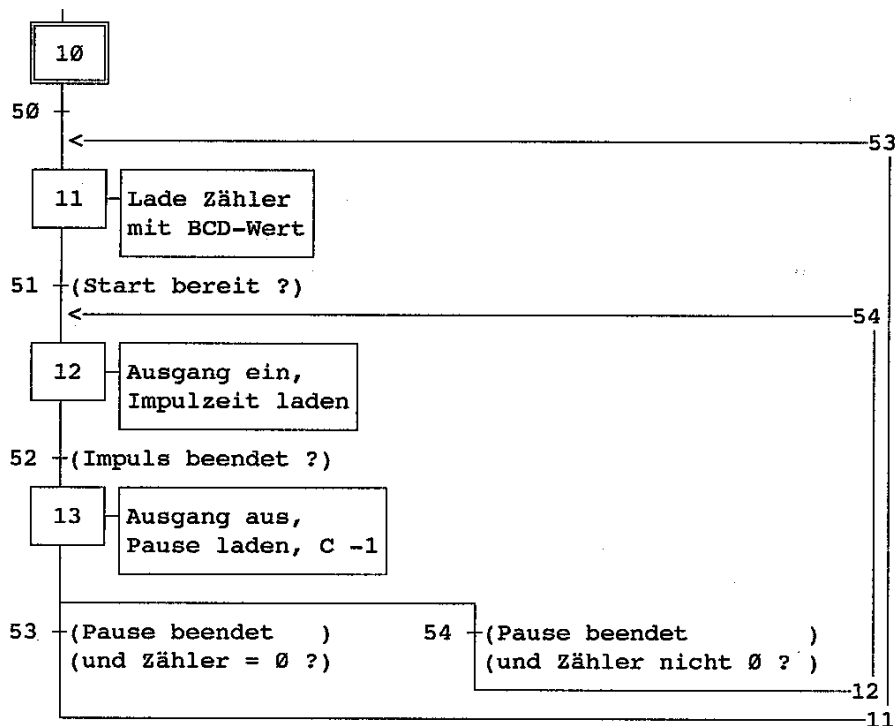 10
50
53
11
Lade Zähler
mit BCD-Wert
51 (Start bereit ?)
54
12
Ausgang ein,
Impulzeit laden
52 (Impuls beendet ?)
13
Ausgang aus,
Pause laden, C -1
53 (Pause beendet )
(und Zähler = Ø ?)
54 (Pause beendet )
(und Zähler nicht Ø ? )
12
11